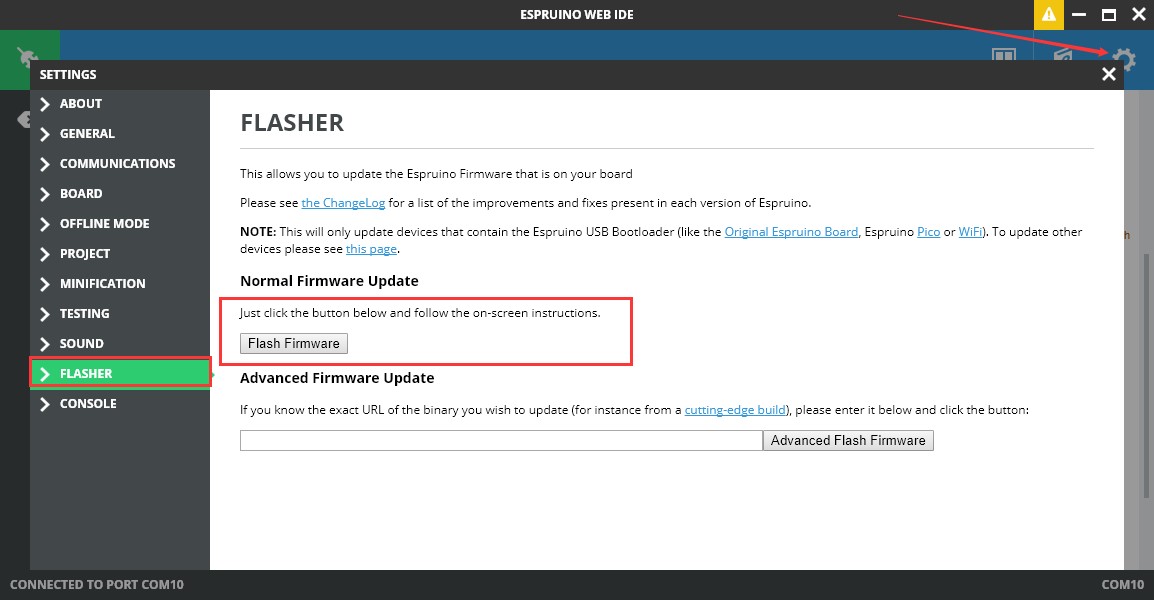 ESPRUINO WEB IDE
SETTINGS
ABOUT
GENERAL
COMMUNICATIONS
BOARD
OFFLINE MODE
PROJECT
MINIFICATION
TESTING
SOUND
FLASHER
CONSOLE
FLASHER
This allows you to update the Espruino Firmware that is on your board
Please see the ChangeLog for a list of the improvements and fixes present in each version of Espruino.
NOTE: This will only update devices that contain the Espruino USB Bootloader (like the Original Espruino Board, Espruino Pico or WiFi). To update other
devices please see this page.
Normal Firmware Update
Just click the button below and follow the on-screen instructions.
Flash Firmware
Advanced Firmware Update
If you know the exact URL of the binary you wish to update (for instance from a cutting-edge build), please enter it below and click the button:
Advanced Flash Firmware
CONNECTED TO PORT COM10
COM10